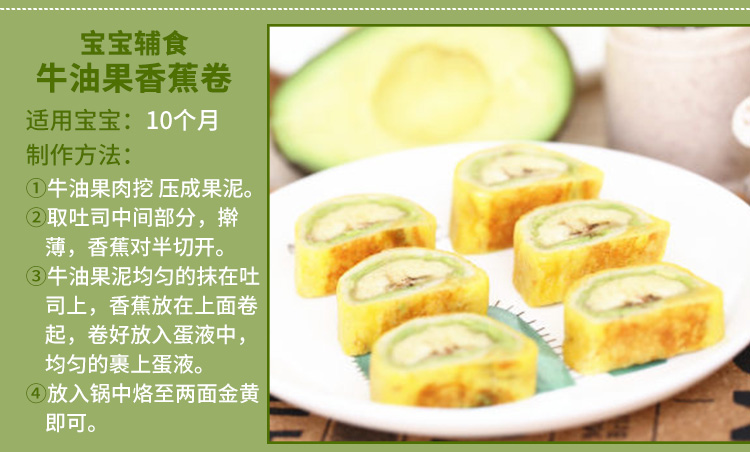 宝宝辅食
牛油果香蕉卷
适用宝宝：10个月
制作方法：
①牛油果肉挖 压成果泥。
②取吐司中间部分，擀
薄，香蕉对半切开。
③牛油果泥均匀的抹在吐
司上，香蕉放在上面卷
起，卷好放入蛋液中，
均匀的裹上蛋液。
④放入锅中烙至两面金黄
即可。